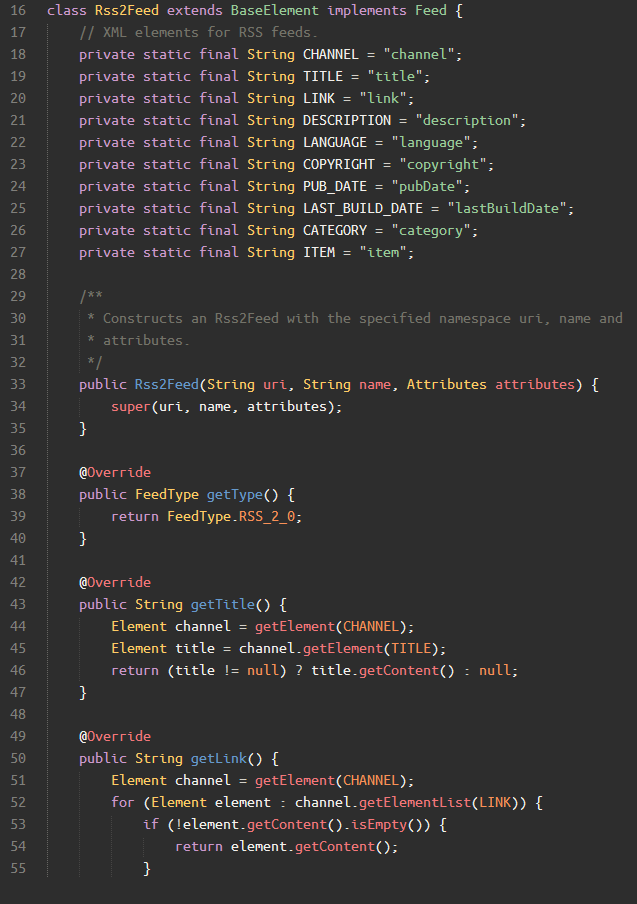 16 class Rss2Feed extends BaseElement implements Feed {
17 // XML elements for RSS feeds.
18 private static final String CHANNEL = "channel";
19 private static final String TITLE = "title";
20 private static final String LINK = "link";
21 private static final String DESCRIPTION = "description";
22 private static final String LANGUAGE = "language";
23 private static final String COPYRIGHT = "copyright";
24 private static final String PUB_DATE = "pubDate";
25 private static final String LAST_BUILD_DATE = "lastBuildDate";
26 private static final String CATEGORY = "category";
27 private static final String ITEM = "item";
28
29 /**
30 * Constructs an Rss2Feed with the specified namespace uri, name and
31 * attributes.
32 */
33 public Rss2Feed(String uri, String name, Attributes attributes) {
34 super(uri, name, attributes);
35 }
36
37 @Override
38 public FeedType getType() {
39 return FeedType.RSS_2_0;
40 }
41
42 @Override
43 public String getTitle() {
44 Element channel = getElement(CHANNEL);
45 Element title = channel.getElement(TITLE);
46 return (title != null) ? title.getContent() : null;
47 }
48
49 @Override
50 public String getLink() {
51 Element channel = getElement(CHANNEL);
52 for (Element element : channel.getElementList(LINK)) {
53 if (!element.getContent().isEmpty()) {
54 return element.getContent();
55 }